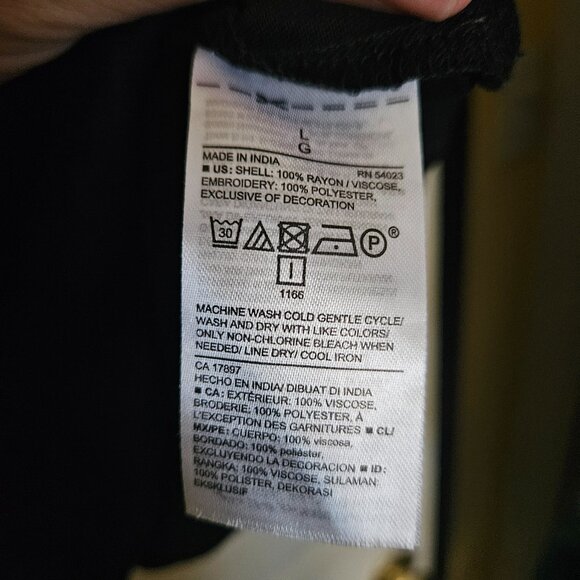 L
G
MADE IN INDIA RN 54023
■ US: SHELL: 100% RAYON / VISCOSE,
EMBROIDERY: 100% POLYESTER,
EXCLUSIVE OF DECORATION
30 P ®
1166
MACHINE WASH COLD GENTLE CYCLE/
WASH AND DRY WITH LIKE COLORS/
ONLY NON-CHLORINE BLEACH WHEN
NEEDED/ LINE DRY/ COOL IRON
CA 17897
HECHO EN INDIA/ DIBUAT DI INDIA
■ CA: EXTÉRIEUR: 100% VISCOSE,
BRODERIE: 100% POLYESTER, À
L'EXCEPTION DES GARNITURES ■ CL/
MX/PE: CUERPO: 100% viscosa,
BORDADO: 100% poliéster.
EXCLUYENDO LA DECORACION ■ ID:
RANGKA: 100% VISCOSE, SULAMAN:
100% POLISTER, DEKORASI
EKSKLUSIF